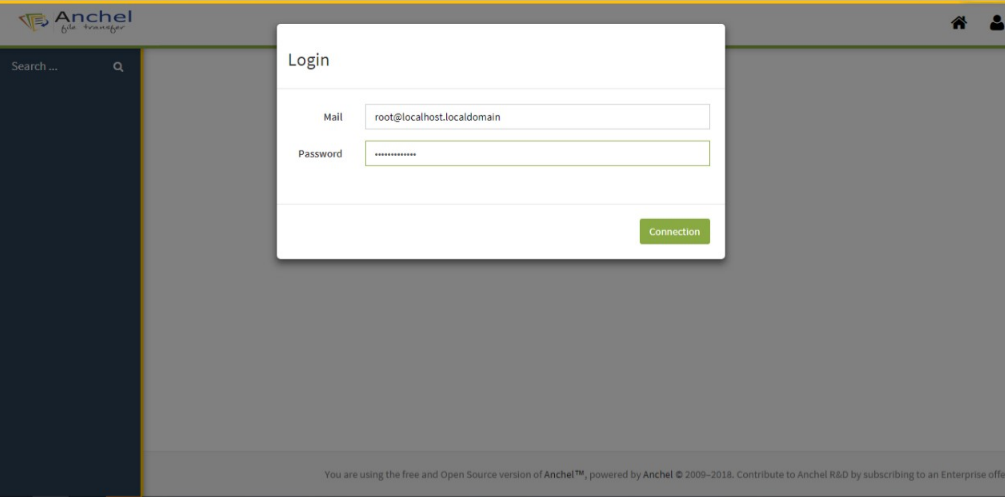 Anchel
file transfer
Search ...
Login
Mail
root@localhost.localdomain
Password
•••••••••••••
Connection
You are using the free and Open Source version of Anchel™, powered by Anchel © 2009–2018. Contribute to Anchel R&D by subscribing to an Enterprise offe